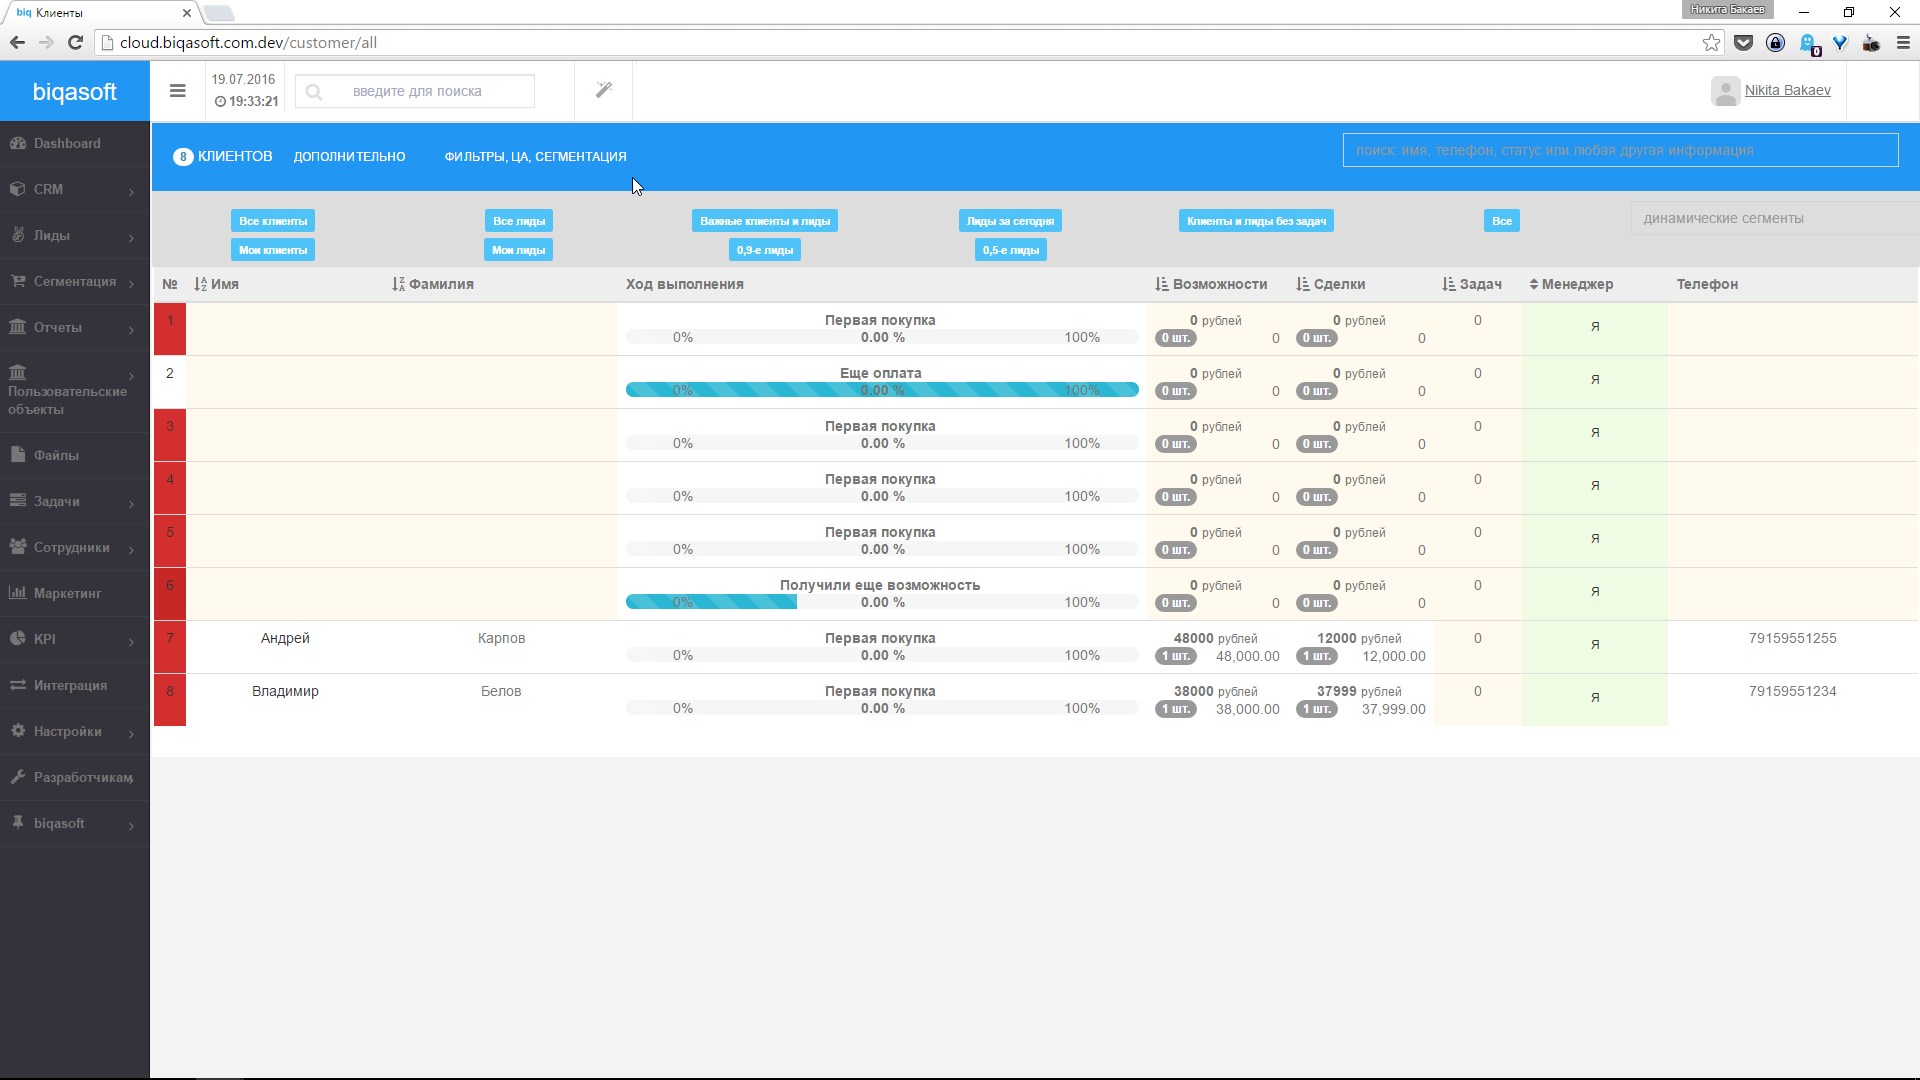 biq Клиенты
Никита Бакаев
cloud.biqasoft.com.dev/customer/all
0
biqasoft
19.07.2016
19:33:21
введите для поиска
Nikita Bakaev
Dashboard
CRM
Лиды
Сегментация
Отчеты
Пользовательские
объекты
Файлы
Задачи
Сотрудники
Маркетинг
KPI
Интеграция
Настройки
Разработчикам
biqasoft
8 КЛИЕНТОВ ДОПОЛНИТЕЛЬНО ФИЛЬТРЫ, ЦА, СЕГМЕНТАЦИЯ
поиск: имя, телефон, статус или любая другая информация
Все клиенты Все лиды Важные клиенты и лиды Лиды за сегодня Клиенты и лиды без задач Все динамические сегменты
Мои клиенты Мои лиды 0,9-е лиды 0,5-е лиды
№ Имя Фамилия Ход выполнения Возможности Сделки Задач Менеджер Телефон
1 Первая покупка 0 рублей 0 рублей 0 Я
0% 0.00 % 100% 0 шт. 0 0 шт. 0
2 Еще оплата 0 рублей 0 рублей 0 Я
0% 0.00 % 100% 0 шт. 0 0 шт. 0
3 Первая покупка 0 рублей 0 рублей 0 Я
0% 0.00 % 100% 0 шт. 0 0 шт. 0
4 Первая покупка 0 рублей 0 рублей 0 Я
0% 0.00 % 100% 0 шт. 0 0 шт. 0
5 Первая покупка 0 рублей 0 рублей 0 Я
0% 0.00 % 100% 0 шт. 0 0 шт. 0
6 Получили еще возможность 0 рублей 0 рублей 0 Я
0% 0.00 % 100% 0 шт. 0 0 шт. 0
7 Андрей Карпов Первая покупка 48000 рублей 12000 рублей 0 Я 79159551255
0% 0.00 % 100% 1 шт. 48,000.00 1 шт. 12,000.00
8 Владимир Белов Первая покупка 38000 рублей 37999 рублей 0 Я 79159551234
0% 0.00 % 100% 1 шт. 38,000.00 1 шт. 37,999.00